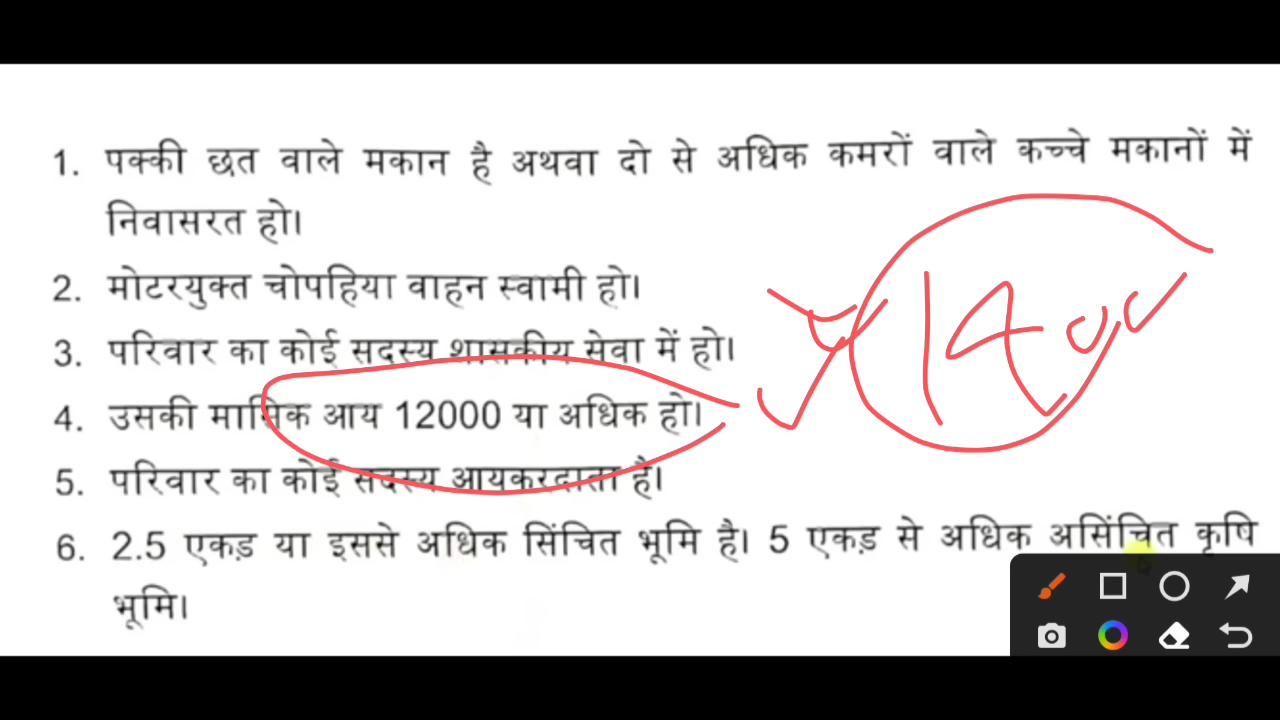 1. पक्की छत वाले मकान है अथवा दो से अधिक कमरों वाले कच्चे मकानों में
निवासरत हो।
2. मोटरयुक्त चोपहिया वाहन स्वामी हो।
3. परिवार का कोई सदस्य शासकीय सेवा में हो।
4. उसकी मासिक आय 12000 या अधिक हो।
5. परिवार का कोई सदस्य आयकरदाता है।
6. 2.5 एकड़ या इससे अधिक सिंचित भूमि है। 5 एकड़ से अधिक असिंचित कृषि
भूमि।